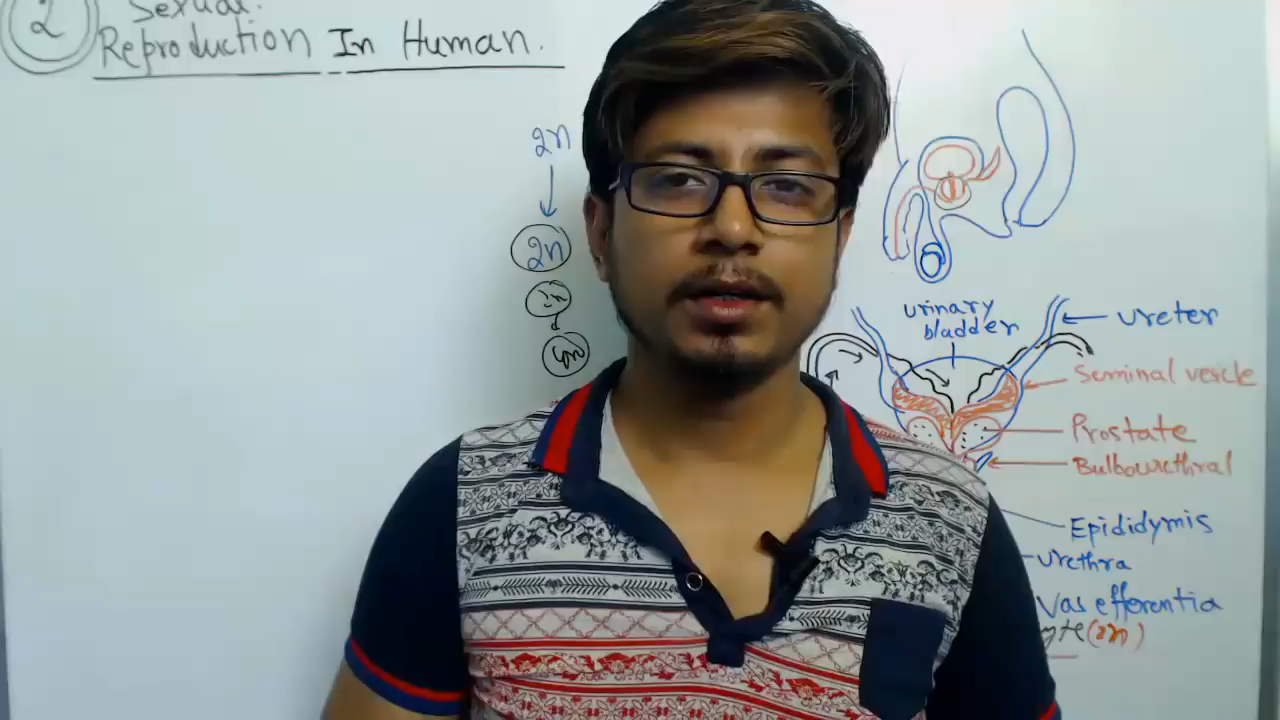 2 Sexual.
Reproduction In Human.
2n
2n
2n
urinary
bladder
ureter
Seminal vesicle
Prostate
Bulbourethral
Epididymis
urethra
Vas efferentia
yte (2n)